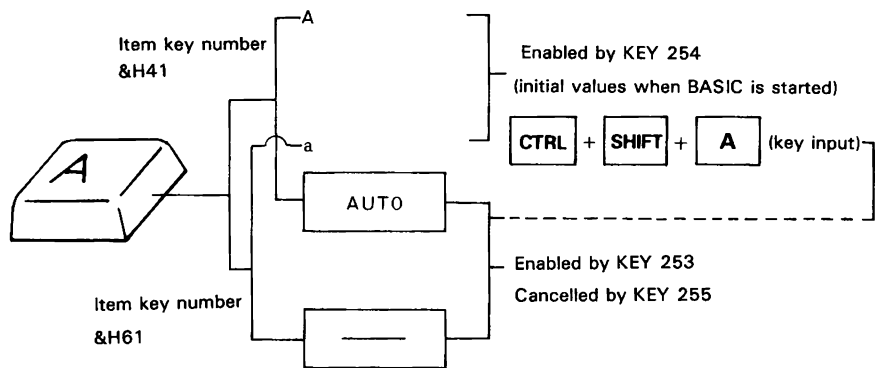 Item key number
&H41
A
a
Enabled by KEY 254
(initial values when BASIC is started)
CTRL + SHIFT + A (key input)
A
AUTO
Enabled by KEY 253
Cancelled by KEY 255
Item key number
&H61